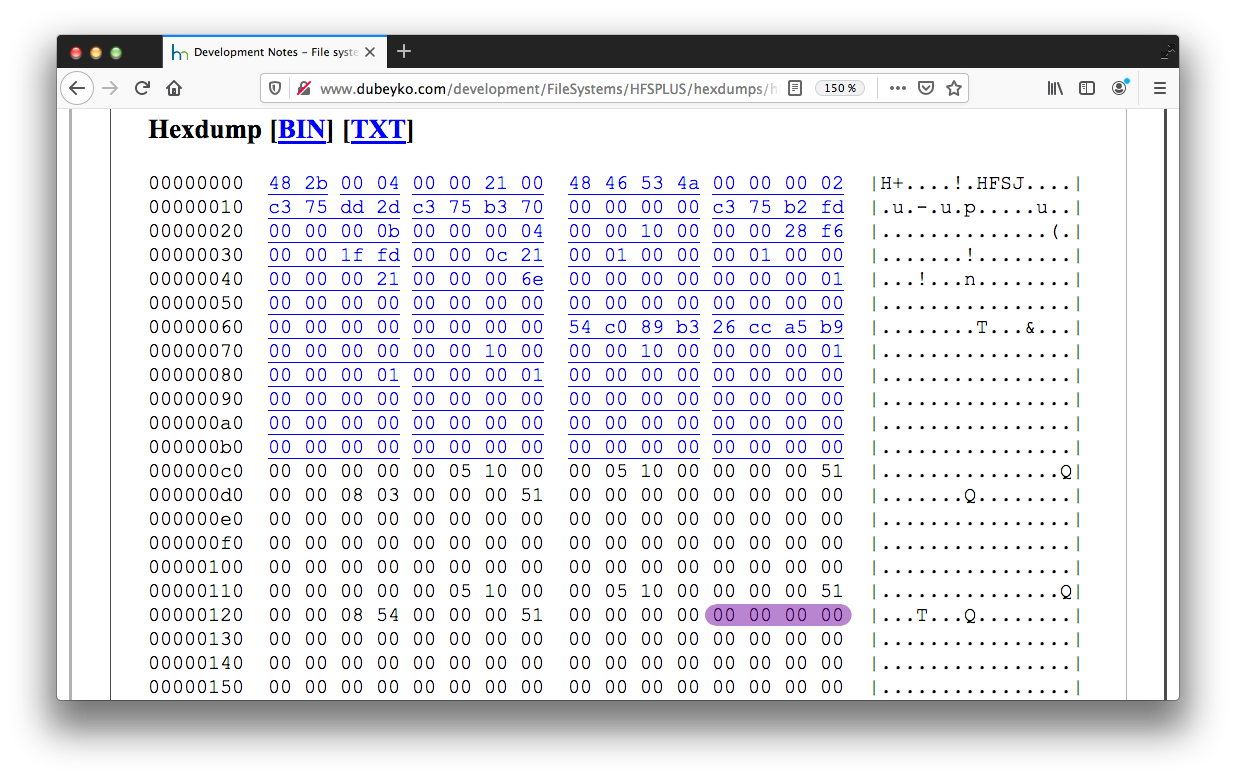 Development Notes – File syste
www.dubeyko.com/development/FileSystems/HFSPLUS/hexdumps/h
150 %
Hexdump [BIN] [TXT]
00000000 48 2b 00 04 00 00 21 00 48 46 53 4a 00 00 00 02 |H+....!.HFSJ....|
00000010 c3 75 dd 2d c3 75 b3 70 00 00 00 00 c3 75 b2 fd |.u.-.u.p.....u..|
00000020 00 00 00 0b 00 00 00 04 00 00 10 00 00 00 28 f6 |..............(.|
00000030 00 00 1f fd 00 00 0c 21 00 01 00 00 00 01 00 00 |.......!........|
00000040 00 00 00 21 00 00 00 6e 00 00 00 00 00 00 00 01 |...!...n........|
00000050 00 00 00 00 00 00 00 00 00 00 00 00 00 00 00 00 |................|
00000060 00 00 00 00 00 00 00 00 54 c0 89 b3 26 cc a5 b9 |........T...&...|
00000070 00 00 00 00 00 00 10 00 00 00 10 00 00 00 00 01 |................|
00000080 00 00 00 01 00 00 00 01 00 00 00 00 00 00 00 00 |................|
00000090 00 00 00 00 00 00 00 00 00 00 00 00 00 00 00 00 |................|
000000a0 00 00 00 00 00 00 00 00 00 00 00 00 00 00 00 00 |................|
000000b0 00 00 00 00 00 00 00 00 00 00 00 00 00 00 00 00 |................|
000000c0 00 00 00 00 00 05 10 00 00 05 10 00 00 00 00 51 |...............Q|
000000d0 00 00 08 03 00 00 00 51 00 00 00 00 00 00 00 00 |.......Q........|
000000e0 00 00 00 00 00 00 00 00 00 00 00 00 00 00 00 00 |................|
000000f0 00 00 00 00 00 00 00 00 00 00 00 00 00 00 00 00 |................|
00000100 00 00 00 00 00 00 00 00 00 00 00 00 00 00 00 00 |................|
00000110 00 00 00 00 00 05 10 00 00 05 10 00 00 00 00 51 |...............Q|
00000120 00 00 08 54 00 00 00 51 00 00 00 00 00 00 00 00 |...T...Q........|
00000130 00 00 00 00 00 00 00 00 00 00 00 00 00 00 00 00 |................|
00000140 00 00 00 00 00 00 00 00 00 00 00 00 00 00 00 00 |................|
00000150 00 00 00 00 00 00 00 00 00 00 00 00 00 00 00 00 |................|